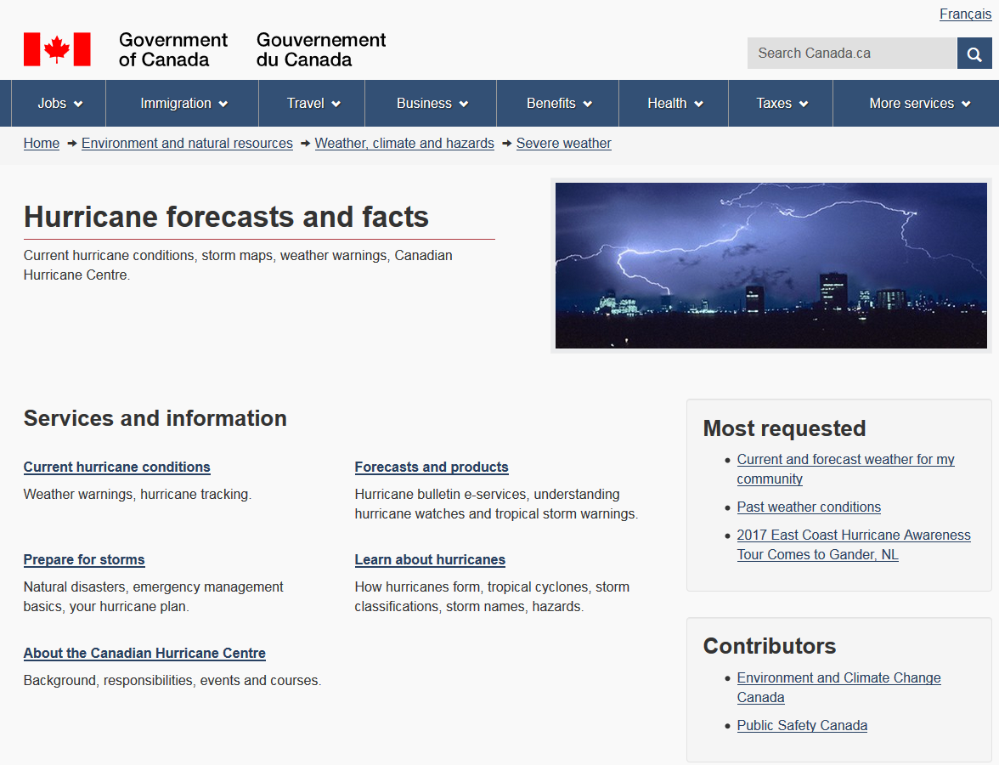 Français
Government of Canada
Gouvernement du Canada
Search Canada.ca
Jobs Immigration Travel Business Benefits Health Taxes More services
Home Environment and natural resources Weather, climate and hazards Severe weather
Hurricane forecasts and facts
Current hurricane conditions, storm maps, weather warnings, Canadian
Hurricane Centre.
Services and information
Current hurricane conditions
Weather warnings, hurricane tracking.
Forecasts and products
Hurricane bulletin e-services, understanding
hurricane watches and tropical storm warnings.
Prepare for storms
Natural disasters, emergency management
basics, your hurricane plan.
Learn about hurricanes
How hurricanes form, tropical cyclones, storm
classifications, storm names, hazards.
About the Canadian Hurricane Centre
Background, responsibilities, events and courses.
Most requested
Current and forecast weather for my
community
Past weather conditions
2017 East Coast Hurricane Awareness
Tour Comes to Gander, NL
Contributors
Environment and Climate Change
Canada
Public Safety Canada